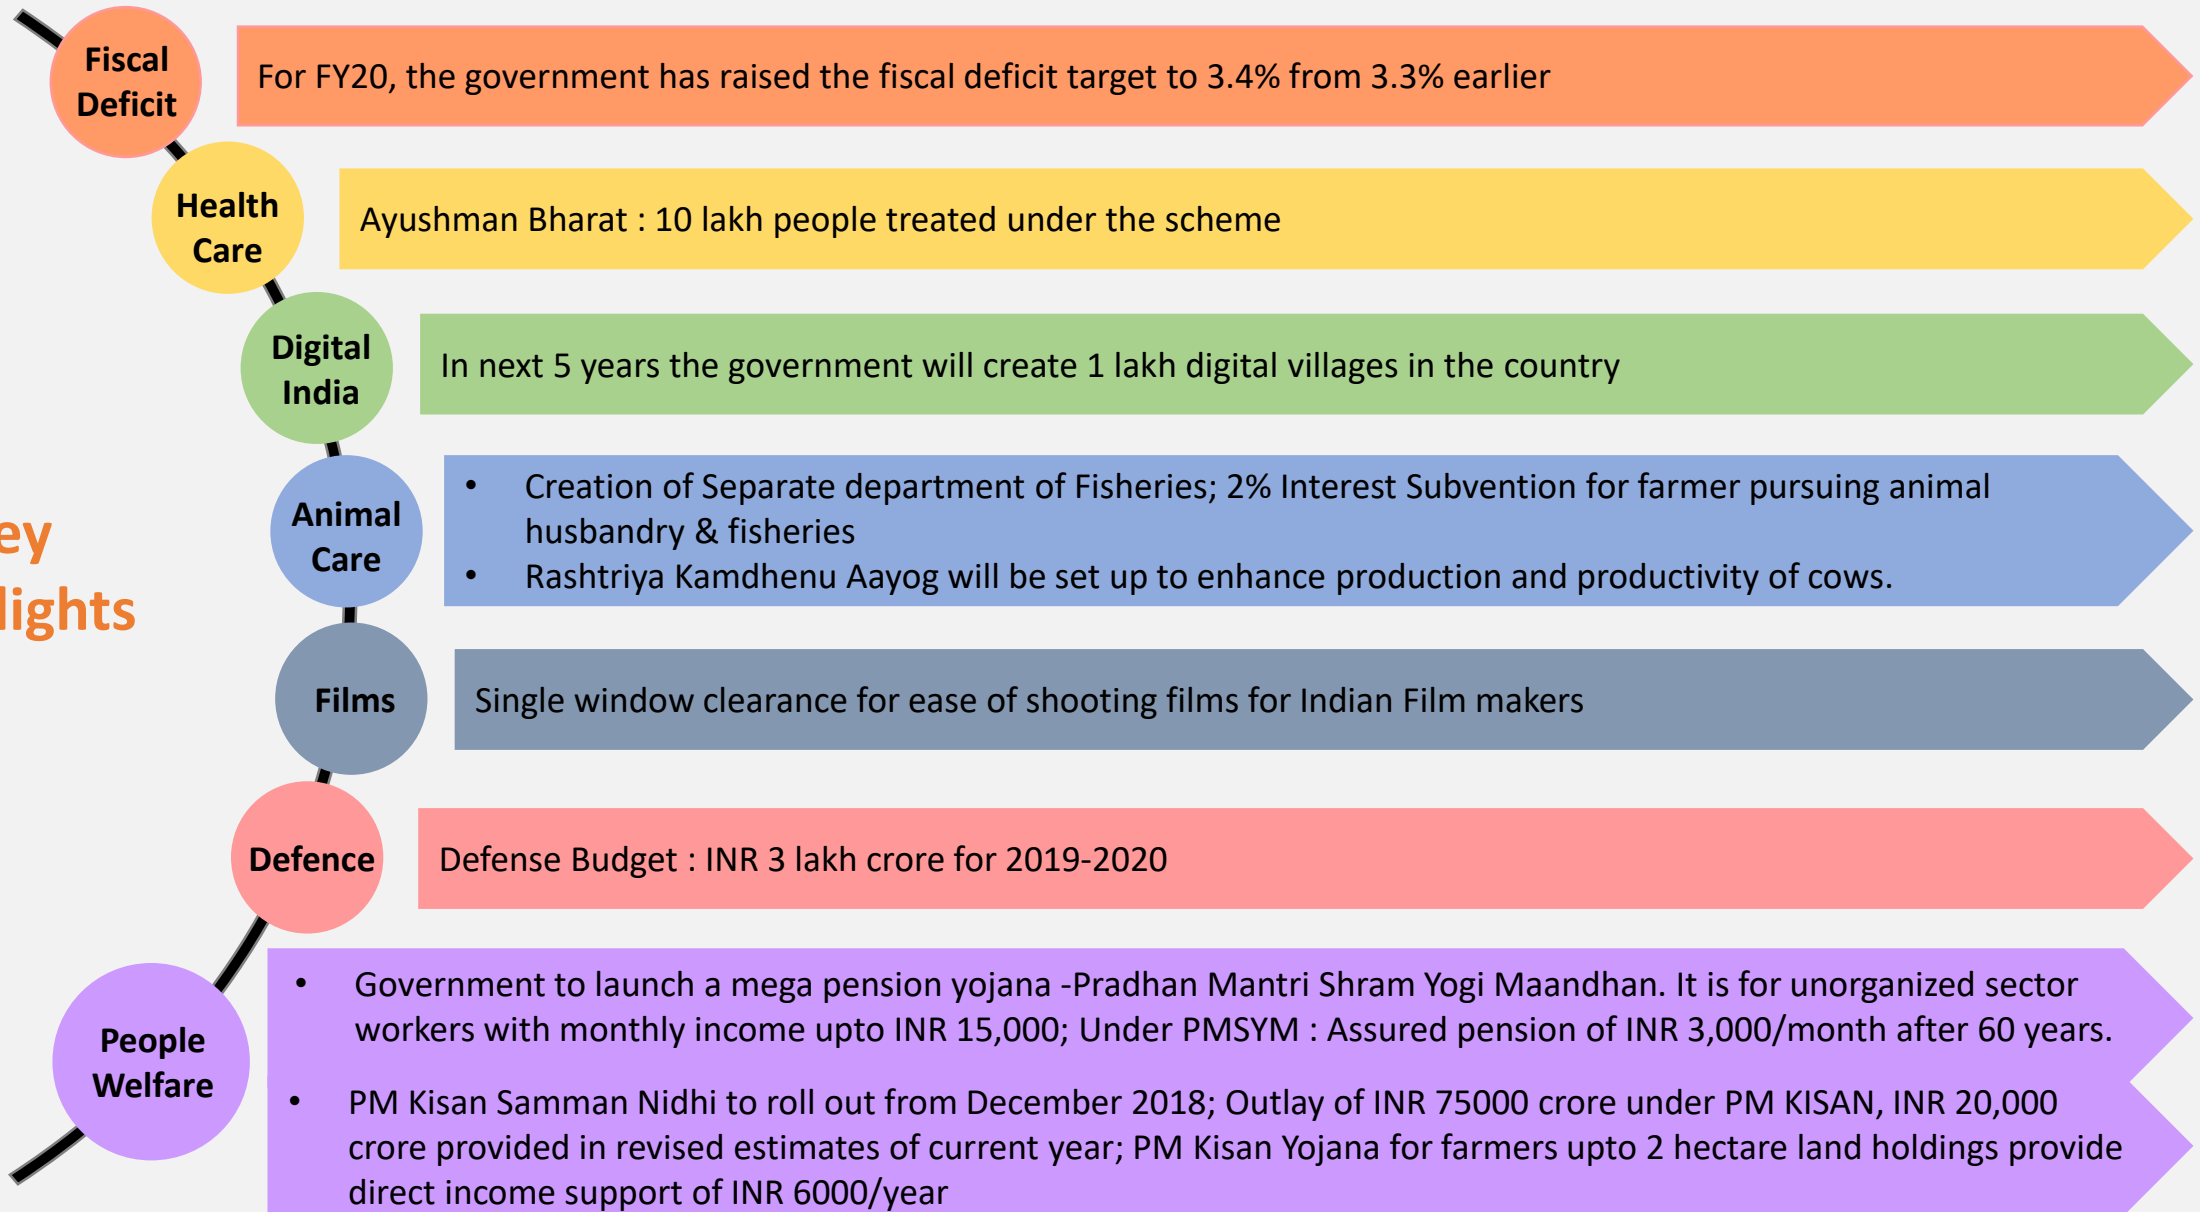 Fiscal
Deficit
For FY20, the government has raised the fiscal deficit target to 3.4% from 3.3% earlier
Health
Care
Ayushman Bharat : 10 lakh people treated under the scheme
Digital
India
In next 5 years the government will create 1 lakh digital villages in the country
ey
lights
Animal
Care
• Creation of Separate department of Fisheries; 2% Interest Subvention for farmer pursuing animal
husbandry & fisheries
• Rashtriya Kamdhenu Aayog will be set up to enhance production and productivity of cows.
Films
Single window clearance for ease of shooting films for Indian Film makers
Defence
Defense Budget : INR 3 lakh crore for 2019-2020
People
Welfare
• Government to launch a mega pension yojana -Pradhan Mantri Shram Yogi Maandhan. It is for unorganized sector
workers with monthly income upto INR 15,000; Under PMSYM : Assured pension of INR 3,000/month after 60 years.
• PM Kisan Samman Nidhi to roll out from December 2018; Outlay of INR 75000 crore under PM KISAN, INR 20,000
crore provided in revised estimates of current year; PM Kisan Yojana for farmers upto 2 hectare land holdings provide
direct income support of INR 6000/year